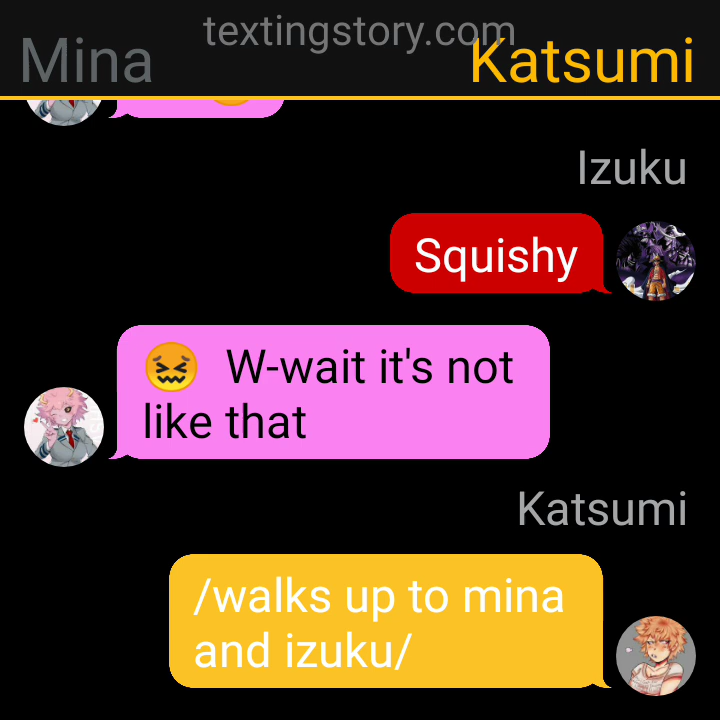 textingstory.com
Mina Katsumi
Izuku
Squishy
😖 W-wait it's not
like that
Katsumi
/walks up to mina
and izuku/